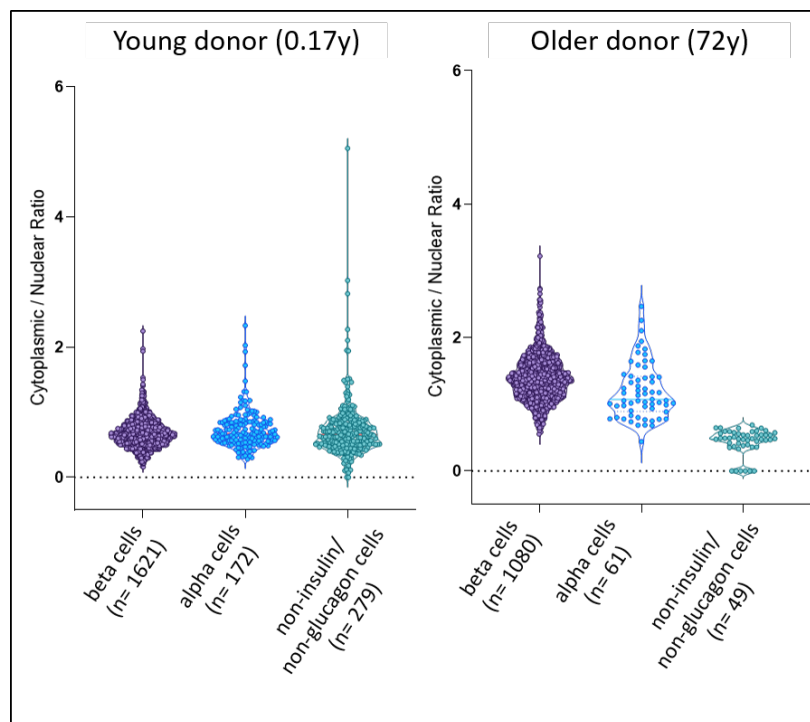 Young donor (0.17y)
Older donor (72y)
Cytoplasmic / Nuclear Ratio
6
4
2
0
beta cells
(n= 1621)
alpha cells
(n= 172)
non-insulin/
non-glucagon cells
(n= 279)
Cytoplasmic / Nuclear Ratio
6
4
2
0
beta cells
(n= 1080)
alpha cells
(n= 61)
non-insulin/
non-glucagon cells
(n= 49)